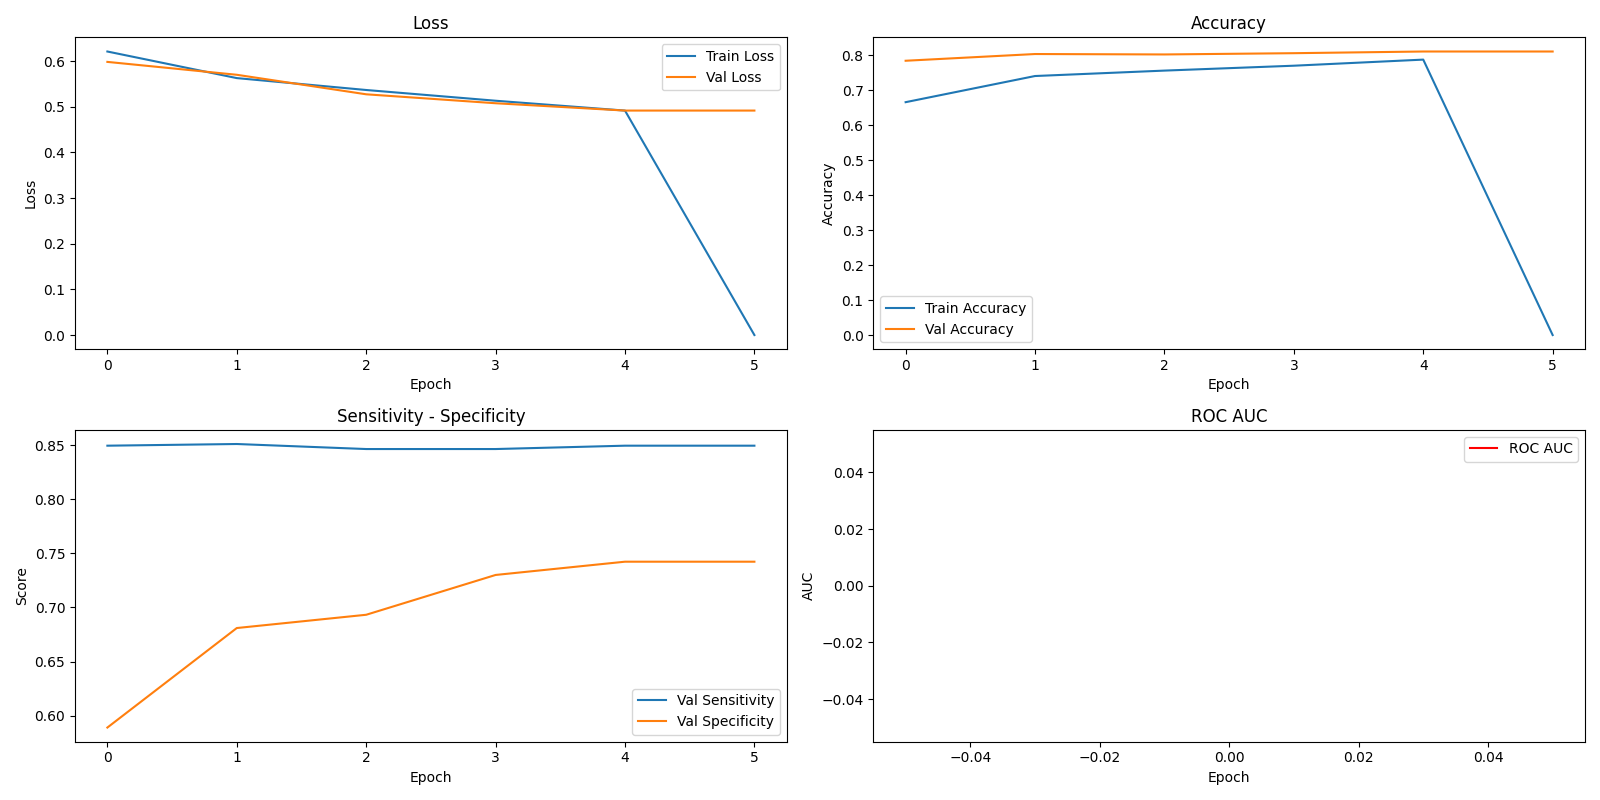 Loss
0.6
0.5
0.4
0.3
0.2
0.1
0.0
Loss
Train Loss
Val Loss
0 1 2 3 4 5
Epoch
Accuracy
0.8
0.7
0.6
0.5
0.4
0.3
0.2
0.1
0.0
Accuracy
Train Accuracy
Val Accuracy
0 1 2 3 4 5
Epoch
Sensitivity - Specificity
0.85
0.80
0.75
0.70
0.65
0.60
Score
Val Sensitivity
Val Specificity
0 1 2 3 4 5
Epoch
ROC AUC
ROC AUC
0.04
0.02
0.00
−0.02
−0.04
AUC
−0.04 −0.02 0.00 0.02 0.04
Epoch